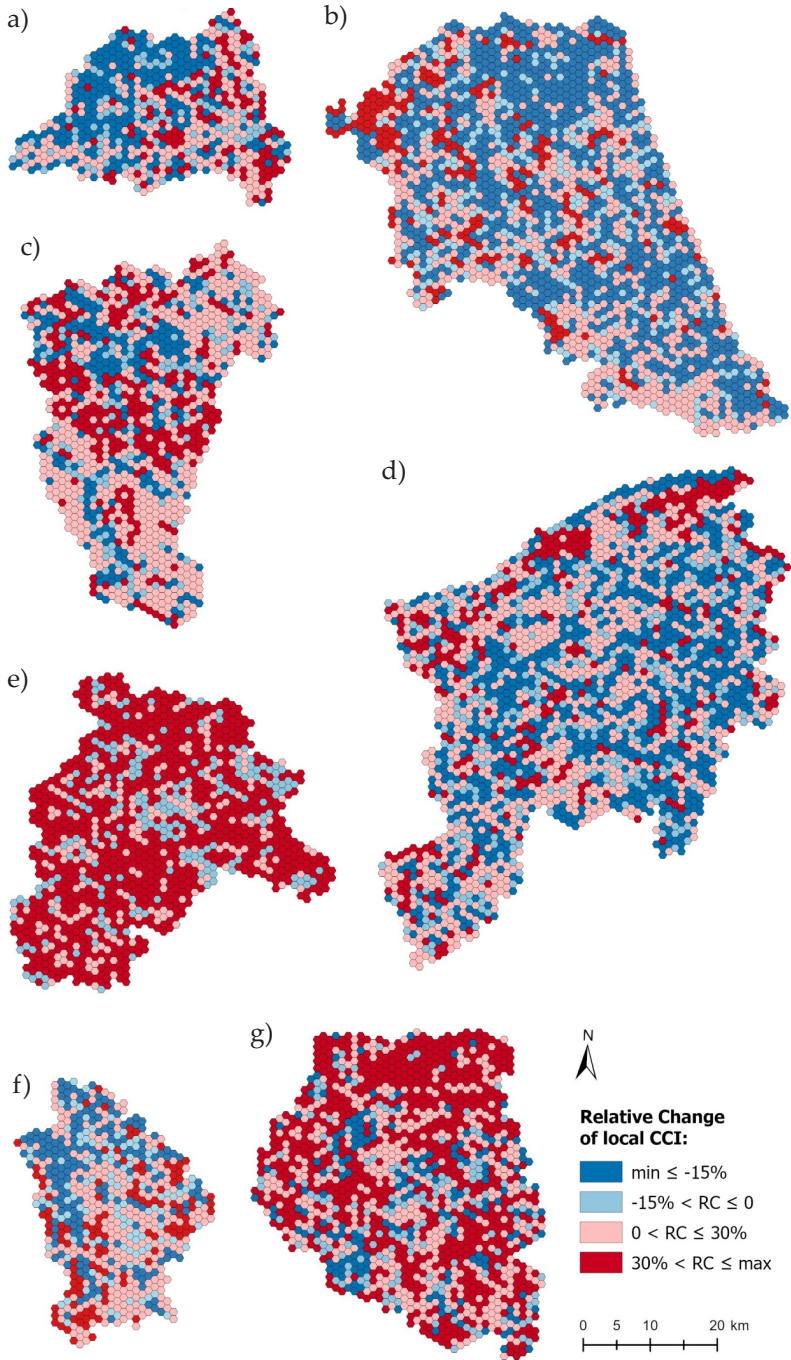 a)
b)
c)
d)
e)
f)
g)
N
Relative Change
of local CCI:
min ≤ -15%
-15% < RC ≤ 0
0 < RC ≤ 30%
30% < RC ≤ max
0 5 10 20 km